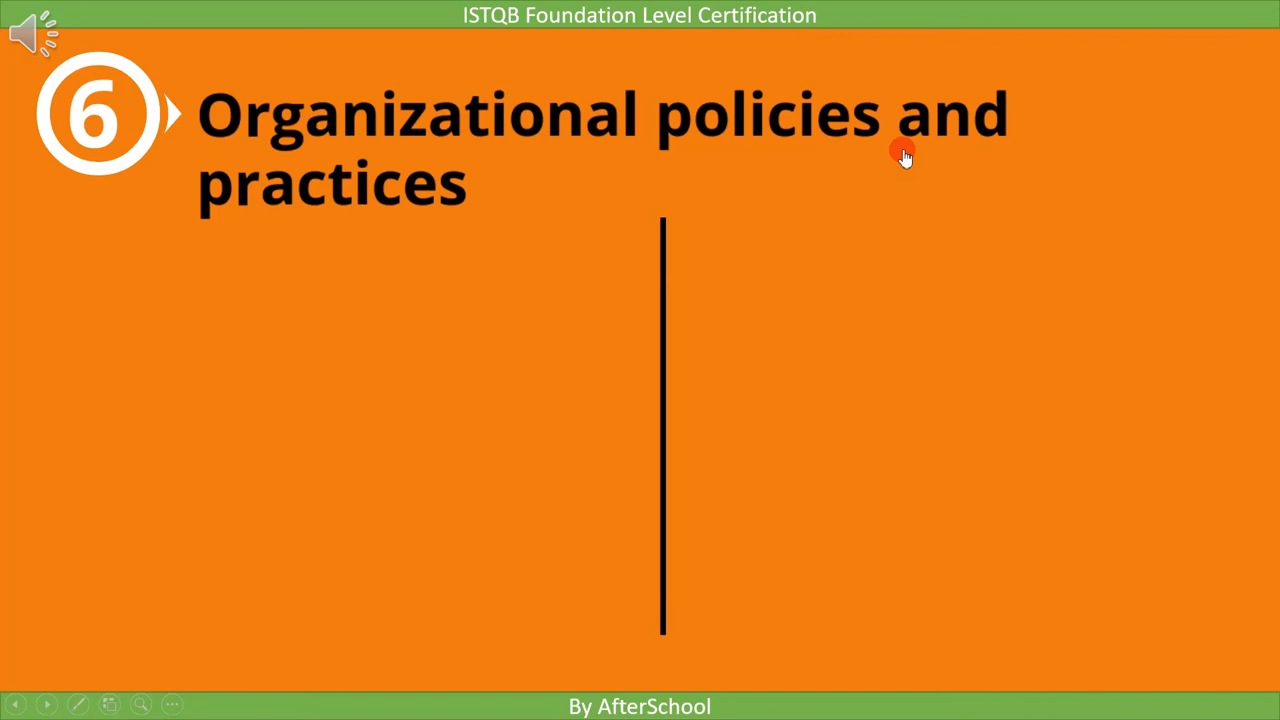 ISTQB Foundation Level Certification
6
Organizational policies and
practices
By AfterSchool